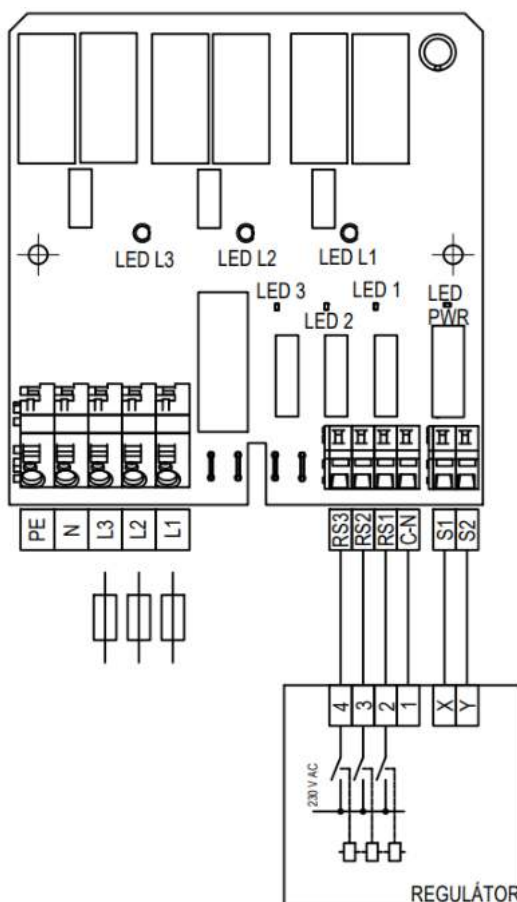 LED L3 LED L2 LED L1
LED 3 LED 2 LED 1 LED PWR
PE N L3 L2 L1 RS3 RS2 RS1 C-N S1 S2
4 3 2 1 X Y
230 V AC
REGULÁTOR